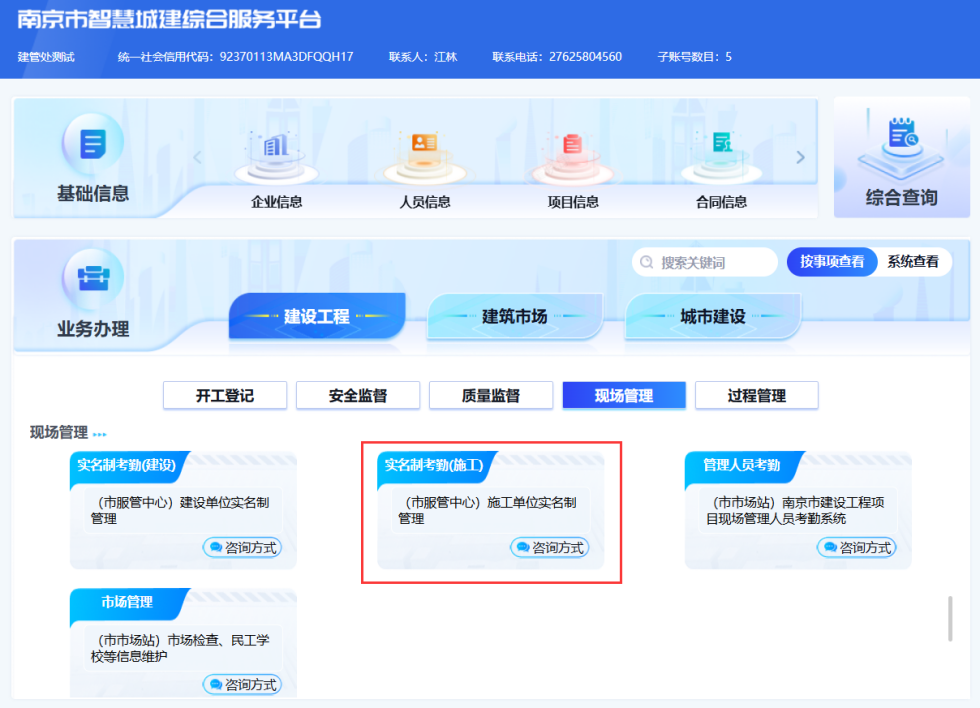 南京市智慧城建综合服务平台
建管处测试 统一社会信用代码：92370113MA3DFQQH17 联系人：江林 联系电话：27625804560 子账号数目：5
基础信息
企业信息 人员信息 项目信息 合同信息
综合查询
业务办理
搜索关键词 按事项查看 系统查看
建设工程 建筑市场 城市建设
开工登记 安全监督 质量监督 现场管理 过程管理
现场管理
实名制考勤(建设)
（市服管中心）建设单位实名制
管理
咨询方式
实名制考勤(施工)
（市服管中心）施工单位实名制
管理
咨询方式
管理人员考勤
（市市场站）南京市建设工程项
目现场管理人员考勤系统
咨询方式
市场管理
（市市场站）市场检查、民工学
校等信息维护
咨询方式